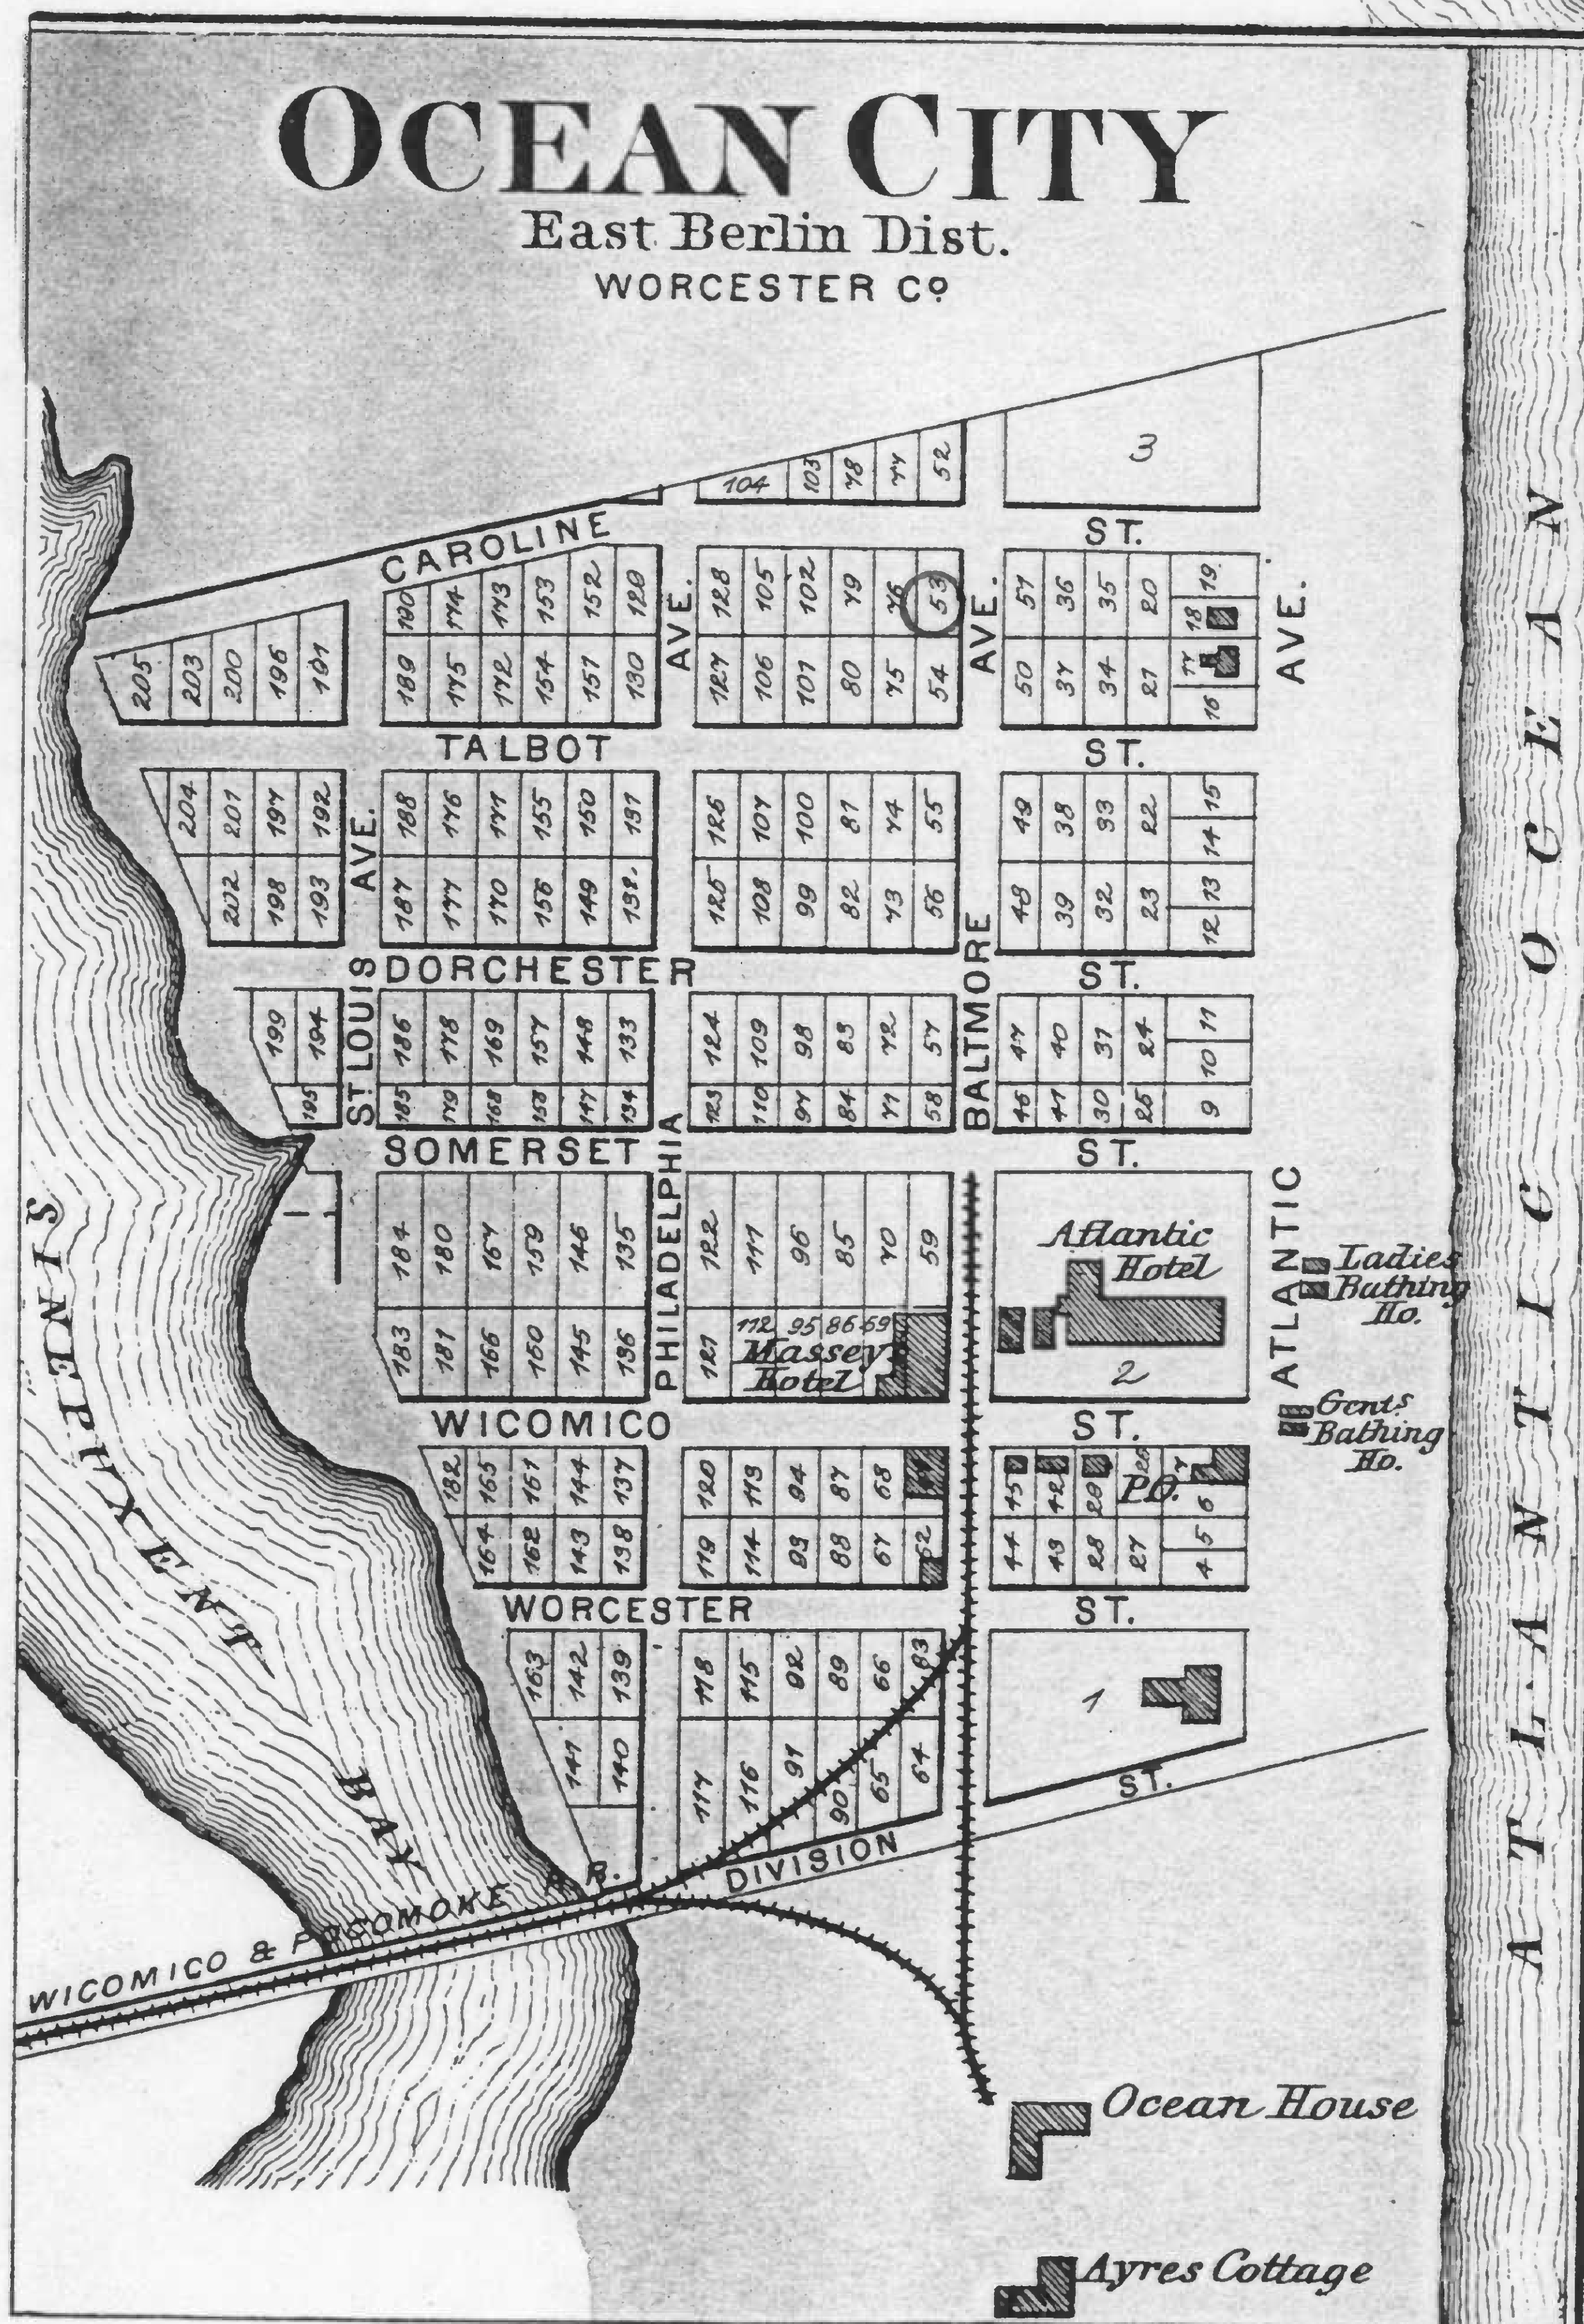 OCEAN CITY
East Berlin Dist.
WORCESTER Co
3
104 103 78 77 52
CAROLINE ST.
190 174 173 153 152 129
128 105 102 79 76 53
51 36 35 20 19
18
205 203 200 196 191
189 175 172 154 151 130
127 106 101 80 75 54
50 37 34 21 17
16
AVE.
AVE.
AVE.
TALBOT ST.
204 201 197 192
188 176 171 155 150 131
126 107 100 81 74 55
49 38 33 22 15
14
202 198 193
187 177 170 156 149 132
125 108 99 82 73 56
48 39 32 23 13
12
AVE.
DORCHESTER ST.
199 194
186 178 169 157 148 133
124 109 98 83 72 57
47 40 31 24 11
10
195
185 179 168 158 147 134
123 110 97 84 71 58
46 41 30 25 9
ST LOUIS
BALTIMORE
SOMERSET ST.
184 180 167 159 146 135
122 111 96 85 70 59
Atlantic
Hotel
2
183 181 166 160 145 136
121 112 95 86 69
Massey
Hotel
PHILADELPHIA
ATLANTIC
Ladies
Bathing
Ho.
Gents
Bathing
Ho.
WICOMICO ST.
182 165 161 144 137
120 113 94 87 68
45 42 29
P.O.
7
6
164 162 143 138
119 114 93 88 67 62
44 43 28 27 5
4
WORCESTER ST.
163 142 139
118 115 92 89 66 63
1
141 140
117 116 91 90 65 64
DIVISION ST.
SINEPUXENT
BAY
WICOMICO & POCOMOKE R.R.
Ocean House
Ayres Cottage
ATLANTIC OCEAN